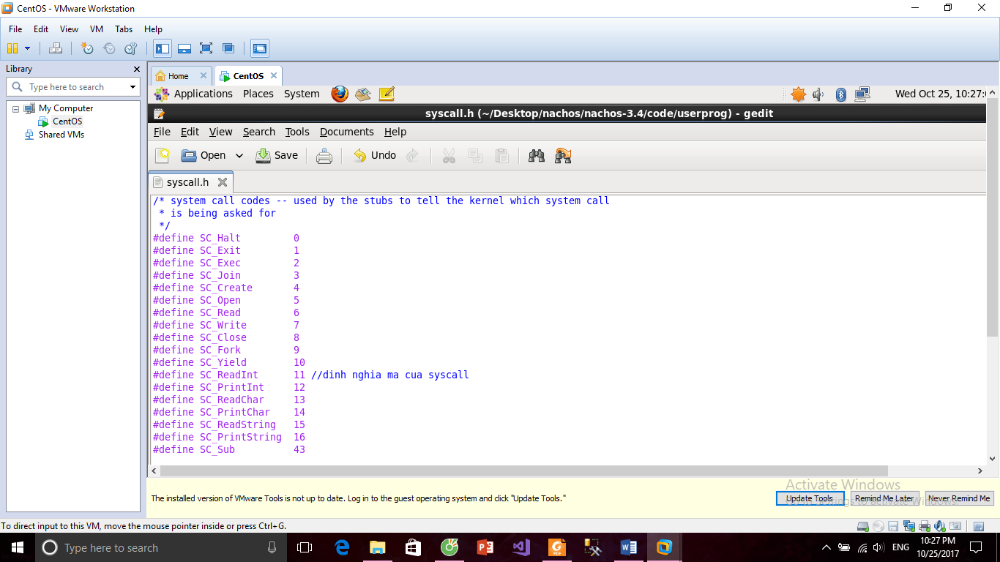 CentOS - VMware Workstation
File Edit View VM Tabs Help
Library
Type here to search
My Computer
CentOS
Shared VMs
Home
CentOS
Applications Places System
Wed Oct 25, 10:27:
syscall.h (~/Desktop/nachos/nachos-3.4/code/userprog) - gedit
File Edit View Search Tools Documents Help
Open Save Undo
syscall.h
/* system call codes -- used by the stubs to tell the kernel which system call
 * is being asked for
 */
#define SC_Halt 0
#define SC_Exit 1
#define SC_Exec 2
#define SC_Join 3
#define SC_Create 4
#define SC_Open 5
#define SC_Read 6
#define SC_Write 7
#define SC_Close 8
#define SC_Fork 9
#define SC_Yield 10
#define SC_ReadInt 11 //dinh nghia ma cua syscall
#define SC_PrintInt 12
#define SC_ReadChar 13
#define SC_PrintChar 14
#define SC_ReadString 15
#define SC_PrintString 16
#define SC_Sub 43
Activate Windows
The installed version of VMware Tools is not up to date. Log in to the guest operating system and click "Update Tools."
Update Tools Remind Me Later Never Remind Me
To direct input to this VM, move the mouse pointer inside or press Ctrl+G.
Type here to search
ENG
10:27 PM
10/25/2017